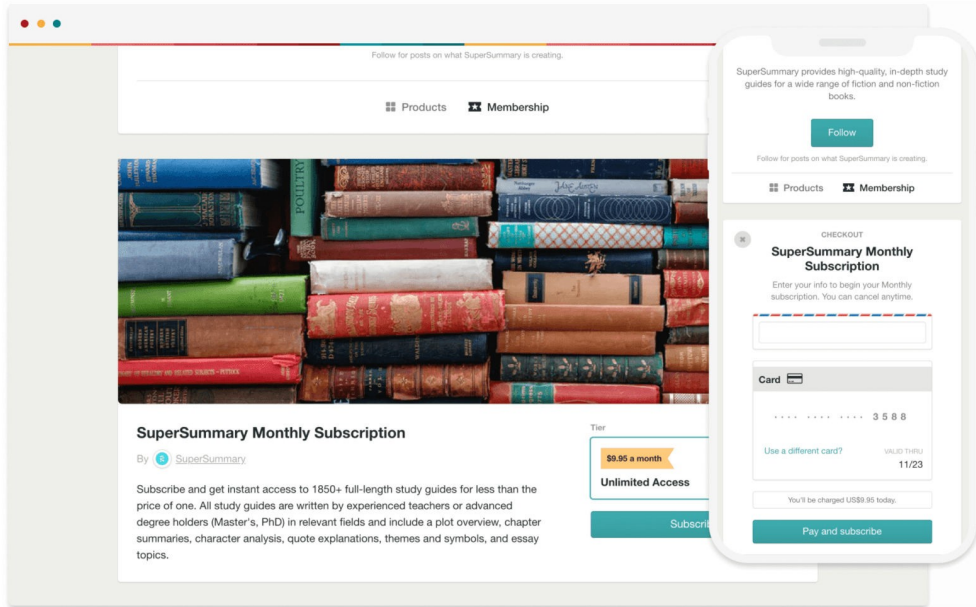 Follow for posts on what SuperSummary is creating.
Products
Membership
POULTRY
JANE AUSTEN
SuperSummary Monthly Subscription
By SuperSummary
Subscribe and get instant access to 1850+ full-length study guides for less than the
price of one. All study guides are written by experienced teachers or advanced
degree holders (Master's, PhD) in relevant fields and include a plot overview, chapter
summaries, character analysis, quote explanations, themes and symbols, and essay
topics.
Tier
$9.95 a month
Unlimited Access
SuperSummary provides high-quality, in-depth study
guides for a wide range of fiction and non-fiction
books.
Follow
Follow for posts on what SuperSummary is creating.
Products
Membership
CHECKOUT
SuperSummary Monthly
Subscription
Enter your info to begin your Monthly
subscription. You can cancel anytime.
Card
···· ···· ···· 3588
Use a different card?
VALID THRU
11/23
You'll be charged US$9.95 today.
Pay and subscribe